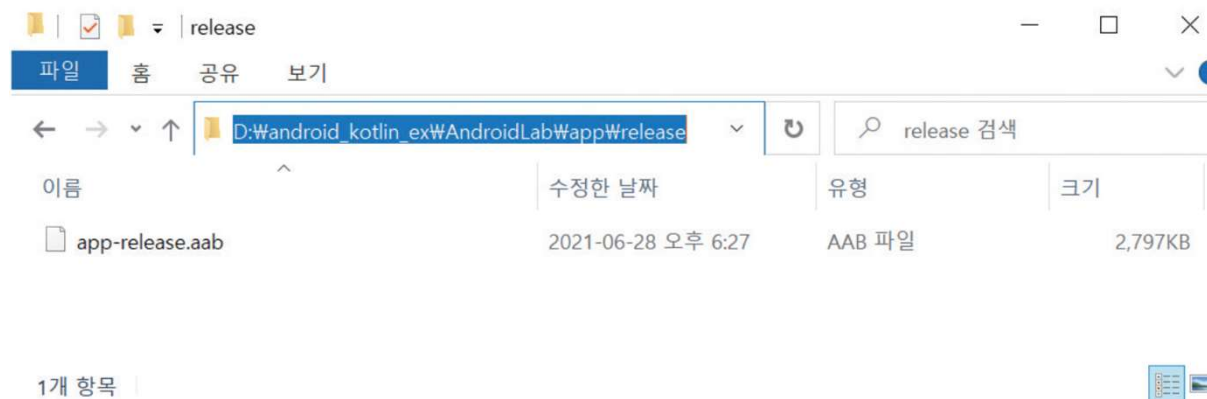 release
파일 홈 공유 보기
D:₩android_kotlin_ex₩AndroidLab₩app₩release release 검색
이름 수정한 날짜 유형 크기
app-release.aab 2021-06-28 오후 6:27 AAB 파일 2,797KB
1개 항목